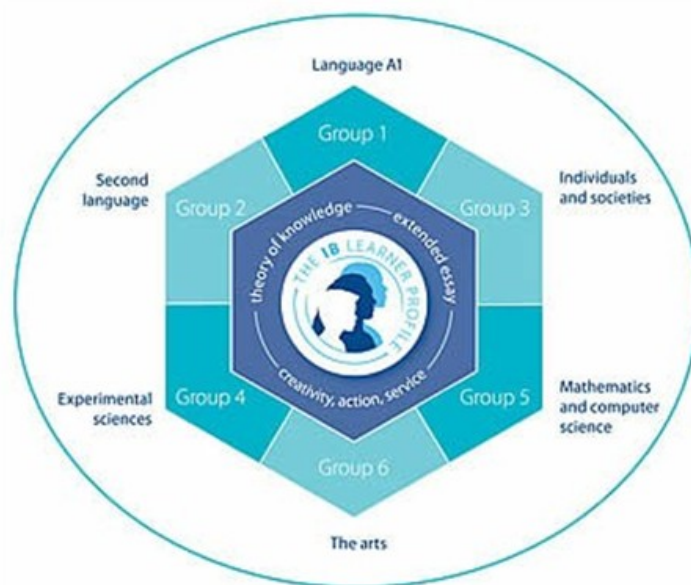 Language A1
Group 1
Second
language
Group 2
Group 3
Individuals
and societies
theory of knowledge
extended essay
THE IB LEARNER PROFILE
creativity, action, service
Experimental
sciences
Group 4
Group 5
Mathematics
and computer
science
Group 6
The arts